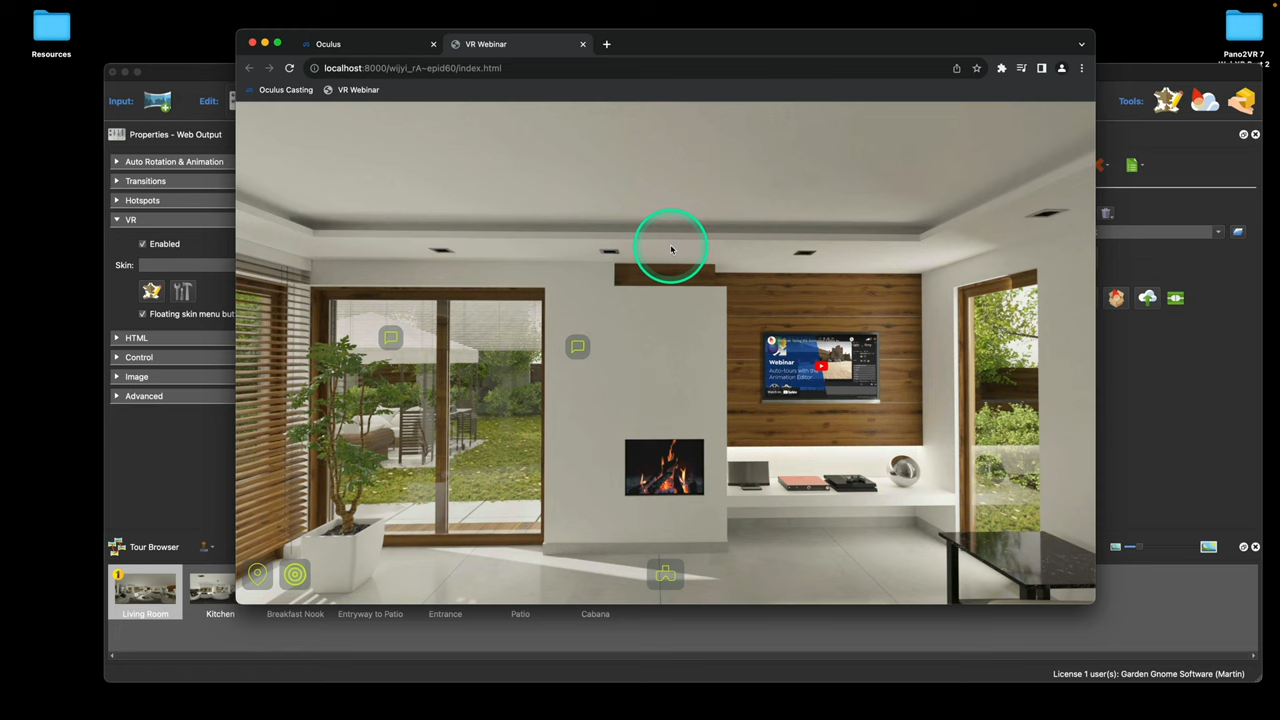 Resources
Pano2VR 7
Oculus
VR Webinar
localhost:8000/wljyi_rA~epid60/index.html
Oculus Casting
VR Webinar
Input:
Edit:
Tools:
Properties - Web Output
Auto Rotation & Animation
Transitions
Hotspots
VR
Enabled
Skin:
Floating skin menu but
HTML
Control
Image
Advanced
Webinar
Auto-tours with the
Animation Editor
Tour Browser
1
Living Room
Kitchen
Breakfast Nook
Entryway to Patio
Entrance
Patio
Cabana
License 1 user(s): Garden Gnome Software (Martin)